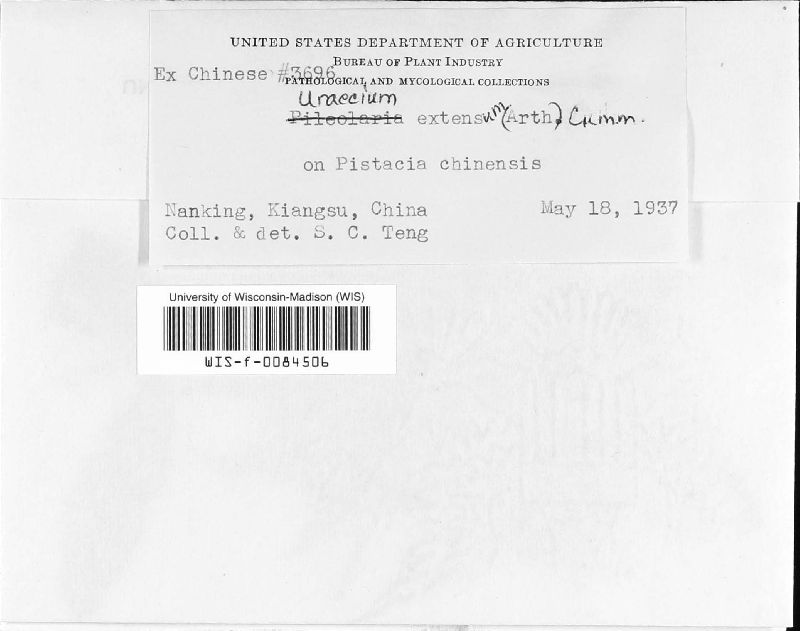 UNITED STATES DEPARTMENT OF AGRICULTURE
BUREAU OF PLANT INDUSTRY
Ex Chinese #3696
PATHOLOGICAL AND MYCOLOGICAL COLLECTIONS
Uraecium
Pileolaria extensum (Arth) Cumm.
on Pistacia chinensis
Nanking, Kiangsu, China May 18, 1937
Coll. & det. S. C. Teng
University of Wisconsin-Madison (WIS)
WIS-f-0084506